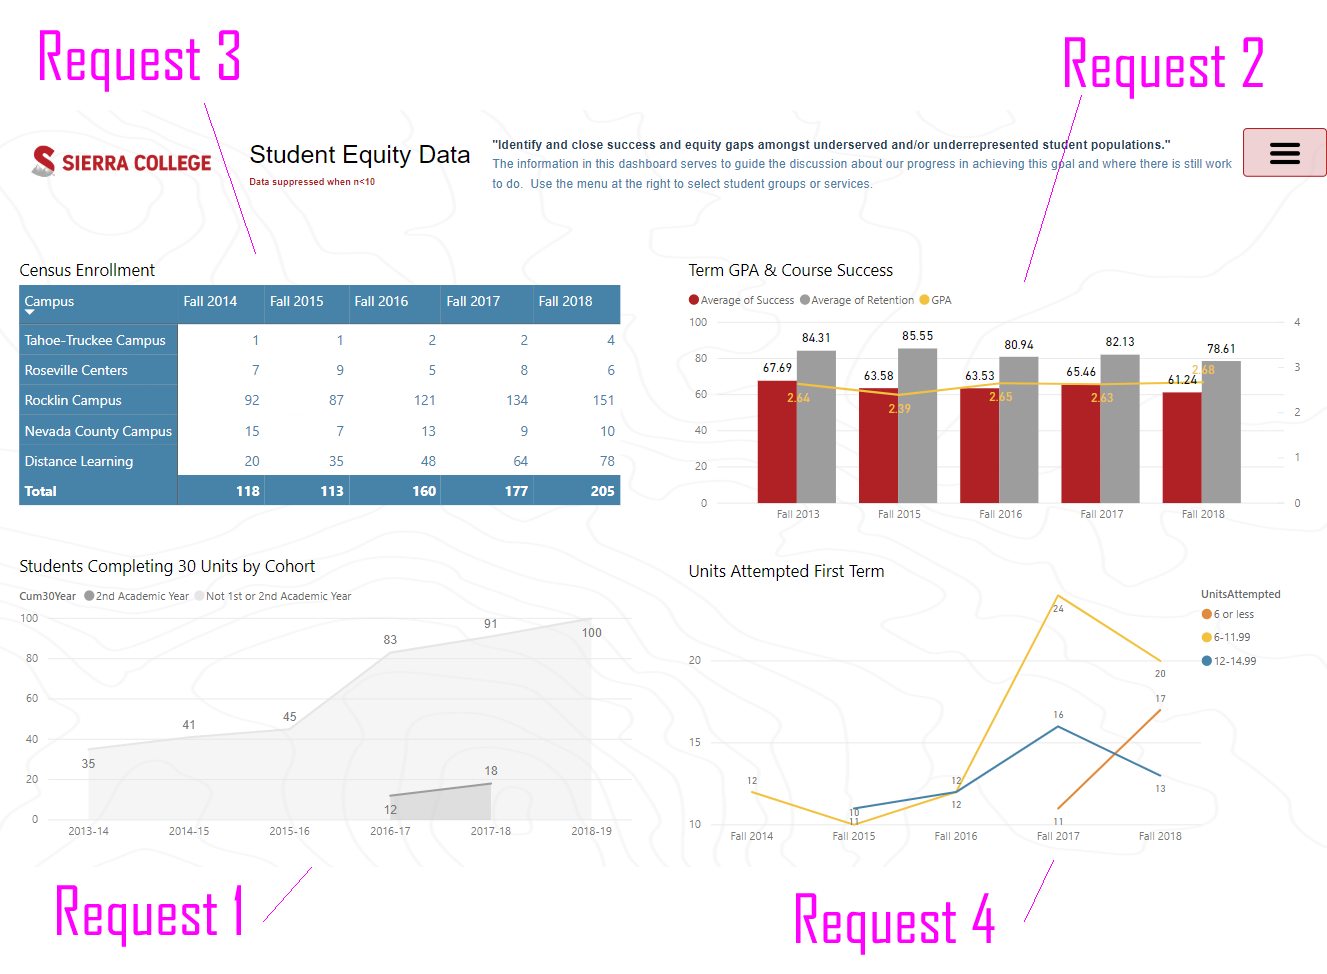 Request 3
Request 2
SIERRA COLLEGE
Student Equity Data
Data suppressed when n<10
"Identify and close success and equity gaps amongst underserved and/or underrepresented student populations."
The information in this dashboard serves to guide the discussion about our progress in achieving this goal and where there is still work
to do. Use the menu at the right to select student groups or services.
Census Enrollment
Campus Fall 2014 Fall 2015 Fall 2016 Fall 2017 Fall 2018
Tahoe-Truckee Campus 1 1 2 2 4
Roseville Centers 7 9 5 8 6
Rocklin Campus 92 87 121 134 151
Nevada County Campus 15 7 13 9 10
Distance Learning 20 35 48 64 78
Total 118 113 160 177 205
Term GPA & Course Success
Average of Success Average of Retention GPA
100 4
80 3
60 2
40 1
20 0
0
67.69 84.31 63.58 85.55 63.53 80.94 65.46 82.13 61.24 78.61
2.64 2.39 2.65 2.63 2.68
Fall 2013 Fall 2015 Fall 2016 Fall 2017 Fall 2018
Students Completing 30 Units by Cohort
Cum30Year 2nd Academic Year Not 1st or 2nd Academic Year
100
80
60
40
20
0
35 41 45 83 91 100
12 18
2013-14 2014-15 2015-16 2016-17 2017-18 2018-19
Units Attempted First Term
UnitsAttempted
6 or less
6-11.99
12-14.99
20
15
10
12 10 12 24 20
11 12 16 13
11 17
Fall 2014 Fall 2015 Fall 2016 Fall 2017 Fall 2018
Request 1
Request 4